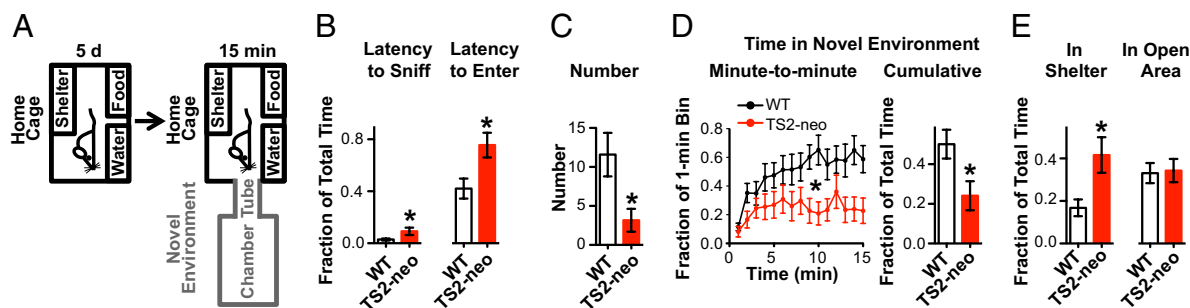 A
5 d
15 min
Home
Cage
Shelter
Food
Water
Home
Cage
Shelter
Food
Water
Novel
Environment
Tube
Chamber
B
Latency
to Sniff
Latency
to Enter
Fraction of Total Time
0.8
0.4
0.0
*
*
WT
TS2-neo
WT
TS2-neo
C
Number
Number
15
10
5
0
*
WT
TS2-neo
D
Time in Novel Environment
Minute-to-minute
Cumulative
WT
TS2-neo
Fraction of 1-min Bin
0.8
0.6
0.4
0.2
0.0
*
0
5
10
15
Time (min)
Fraction of Total Time
0.4
0.2
0.0
*
WT
TS2-neo
E
In
Shelter
In Open
Area
Fraction of Total Time
0.4
0.2
0.0
*
WT
TS2-neo
WT
TS2-neo